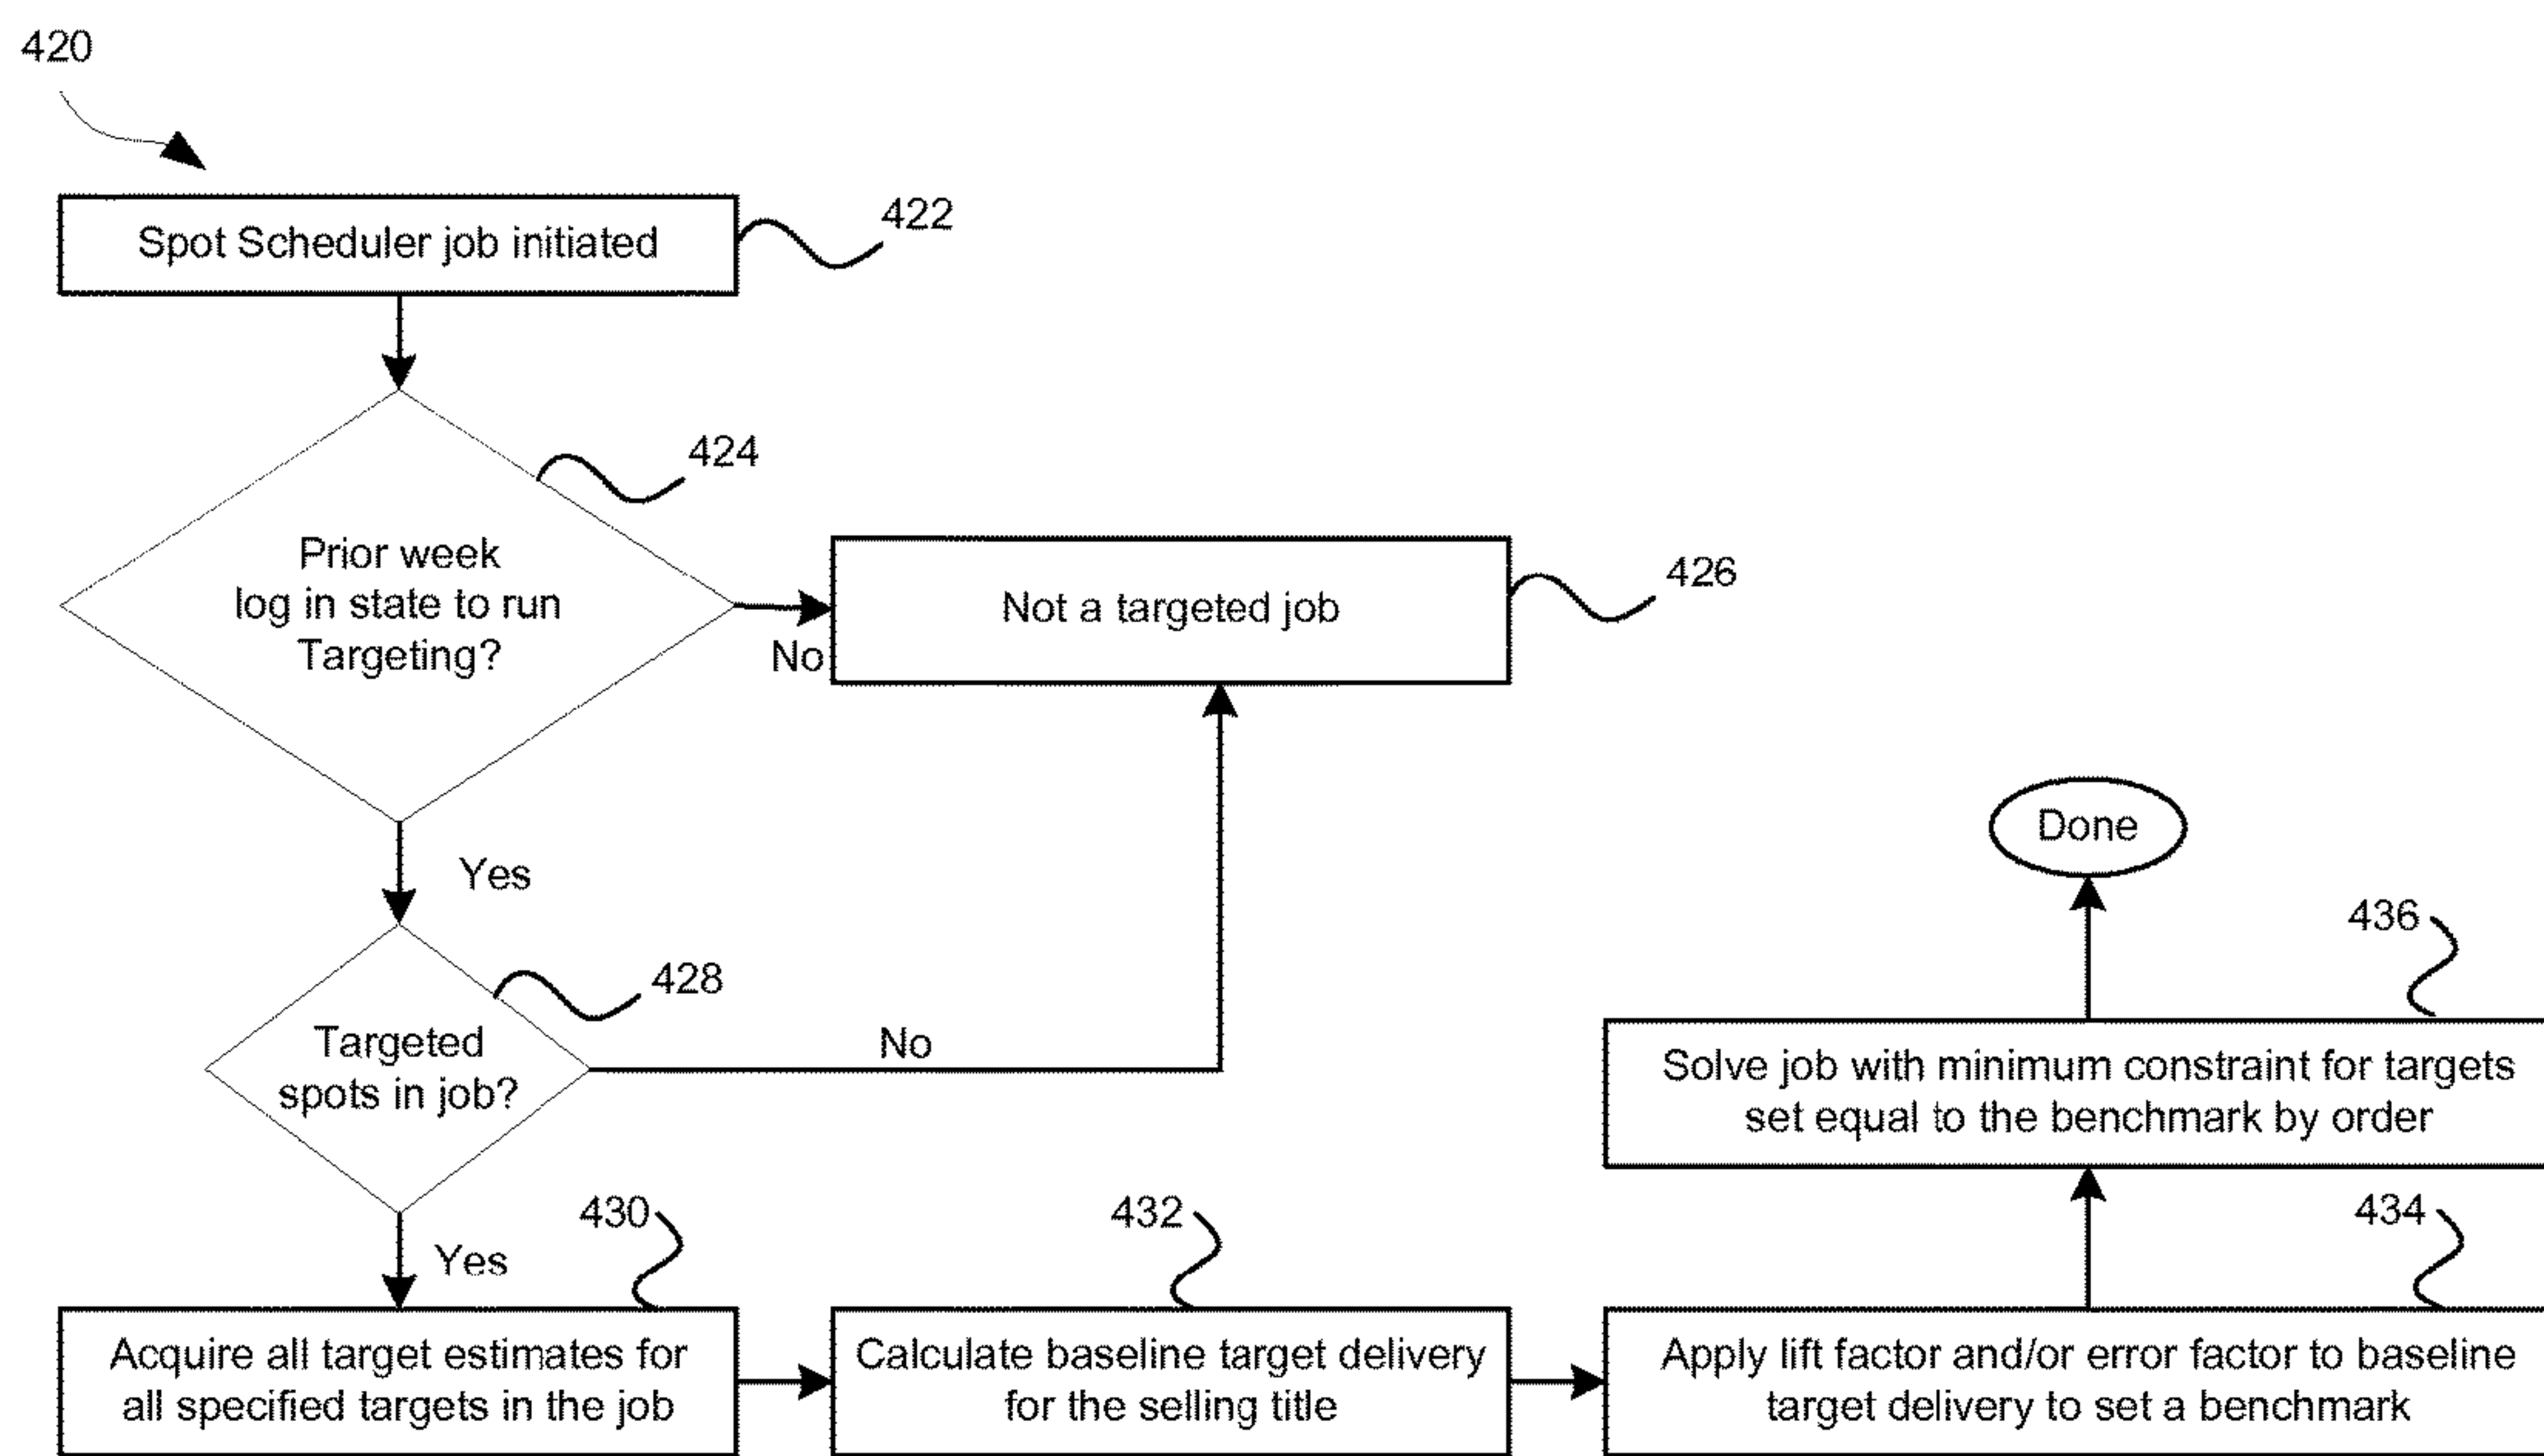 420
Spot Scheduler job initiated
422
424
Prior week
log in state to run
Targeting?
No
Not a targeted job
426
Yes
428
Targeted
spots in job?
No
Done
436
Solve job with minimum constraint for targets
set equal to the benchmark by order
Yes
430
Acquire all target estimates for
all specified targets in the job
432
Calculate baseline target delivery
for the selling title
434
Apply lift factor and/or error factor to baseline
target delivery to set a benchmark